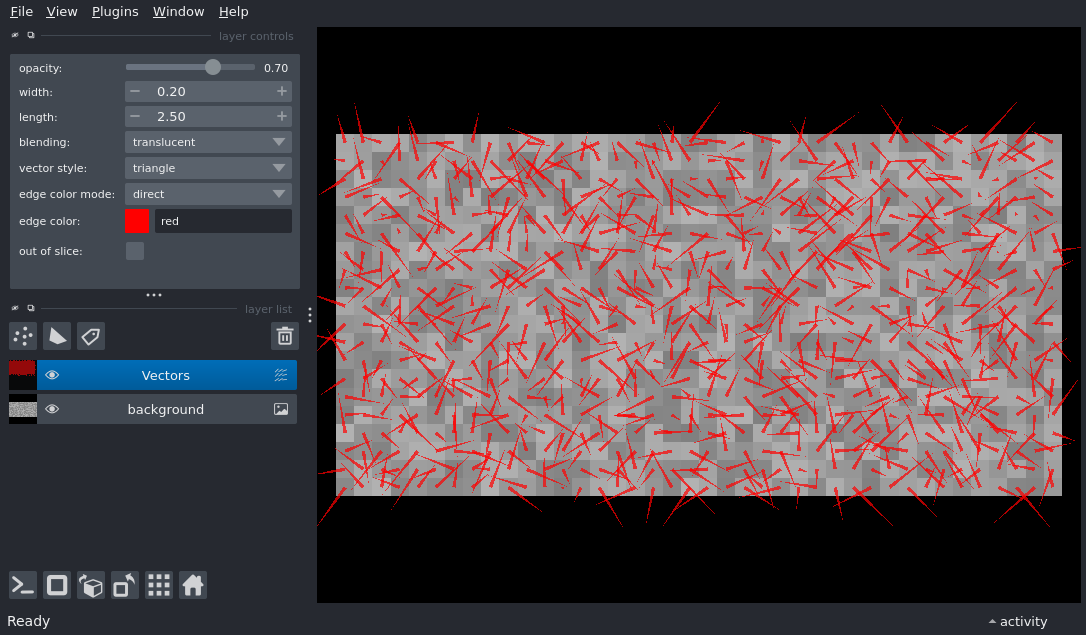 File View Plugins Window Help
layer controls
opacity: 0.70
width: 0.20
length: 2.50
blending: translucent
vector style: triangle
edge color mode: direct
edge color: red
out of slice:
layer list
Vectors
background
Ready
activity